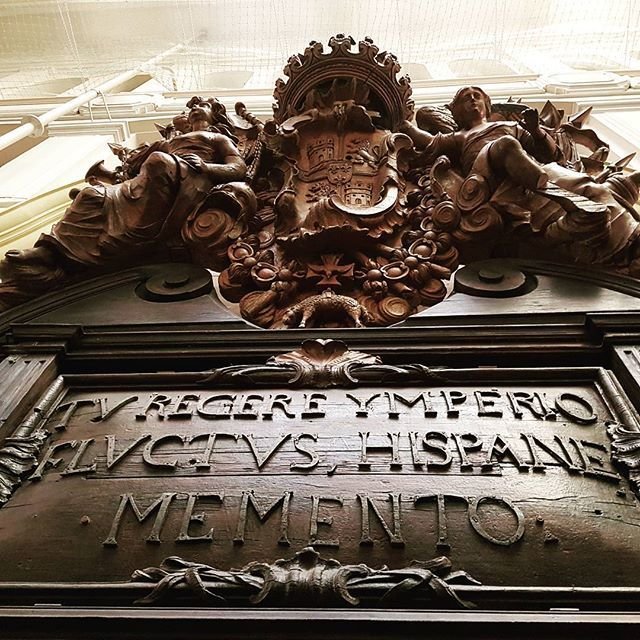 TV REGERE YMPERIO
FLVCTVS, HISPANE
MEMENTO.